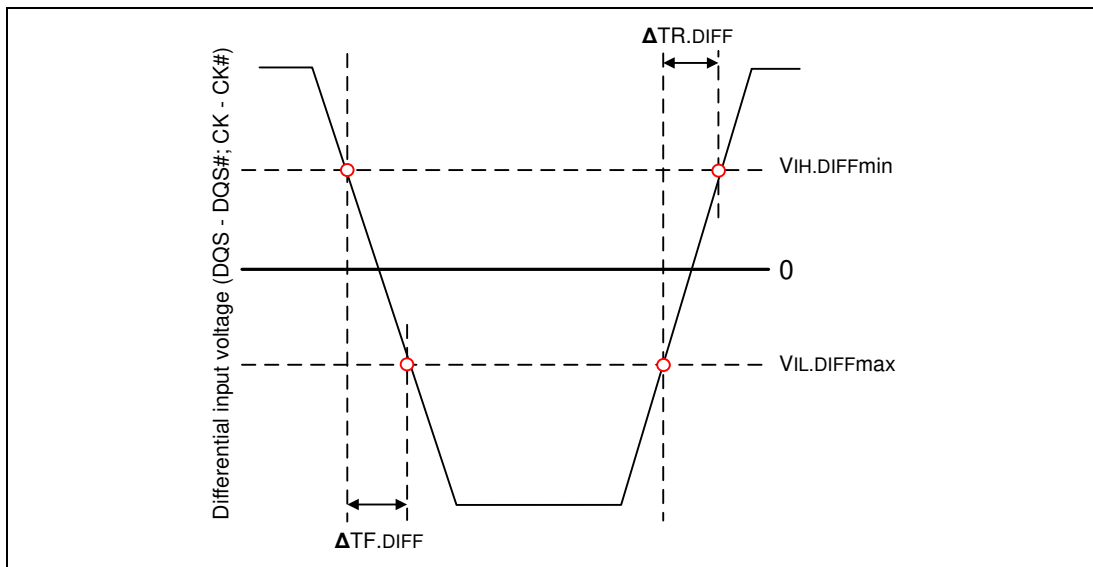 ΔTR.DIFF
Differential input voltage (DQS - DQS#; CK - CK#)
VIH.DIFFmin
0
VIL.DIFFmax
ΔTF.DIFF